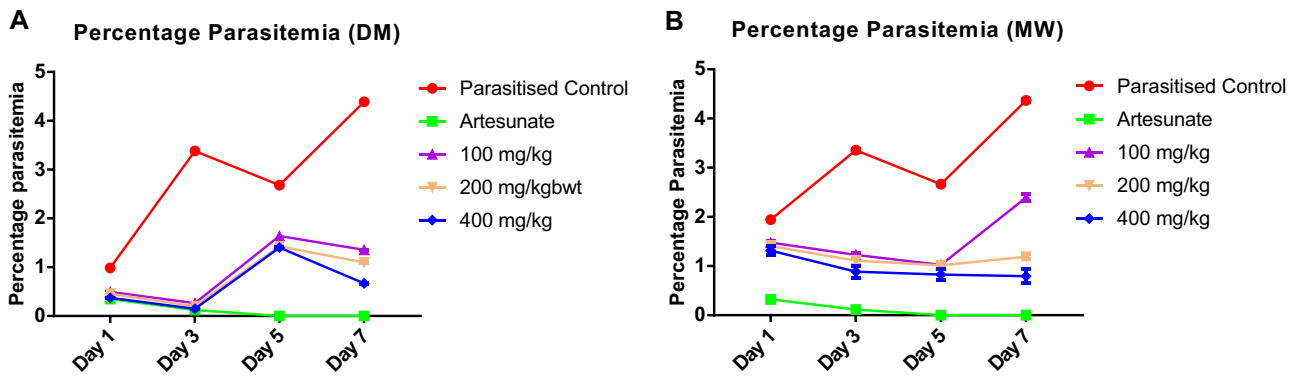 A
Percentage Parasitemia (DM)
Percentage parasitemia
5
4
3
2
1
0
Day 1
Day 3
Day 5
Day 7
Parasitised Control
Artesunate
100 mg/kg
200 mg/kgbwt
400 mg/kg
B
Percentage Parasitemia (MW)
Percentage Parasitemia
5
4
3
2
1
0
Day 1
Day 3
Day 5
Day 7
Parasitised Control
Artesunate
100 mg/kg
200 mg/kg
400 mg/kg